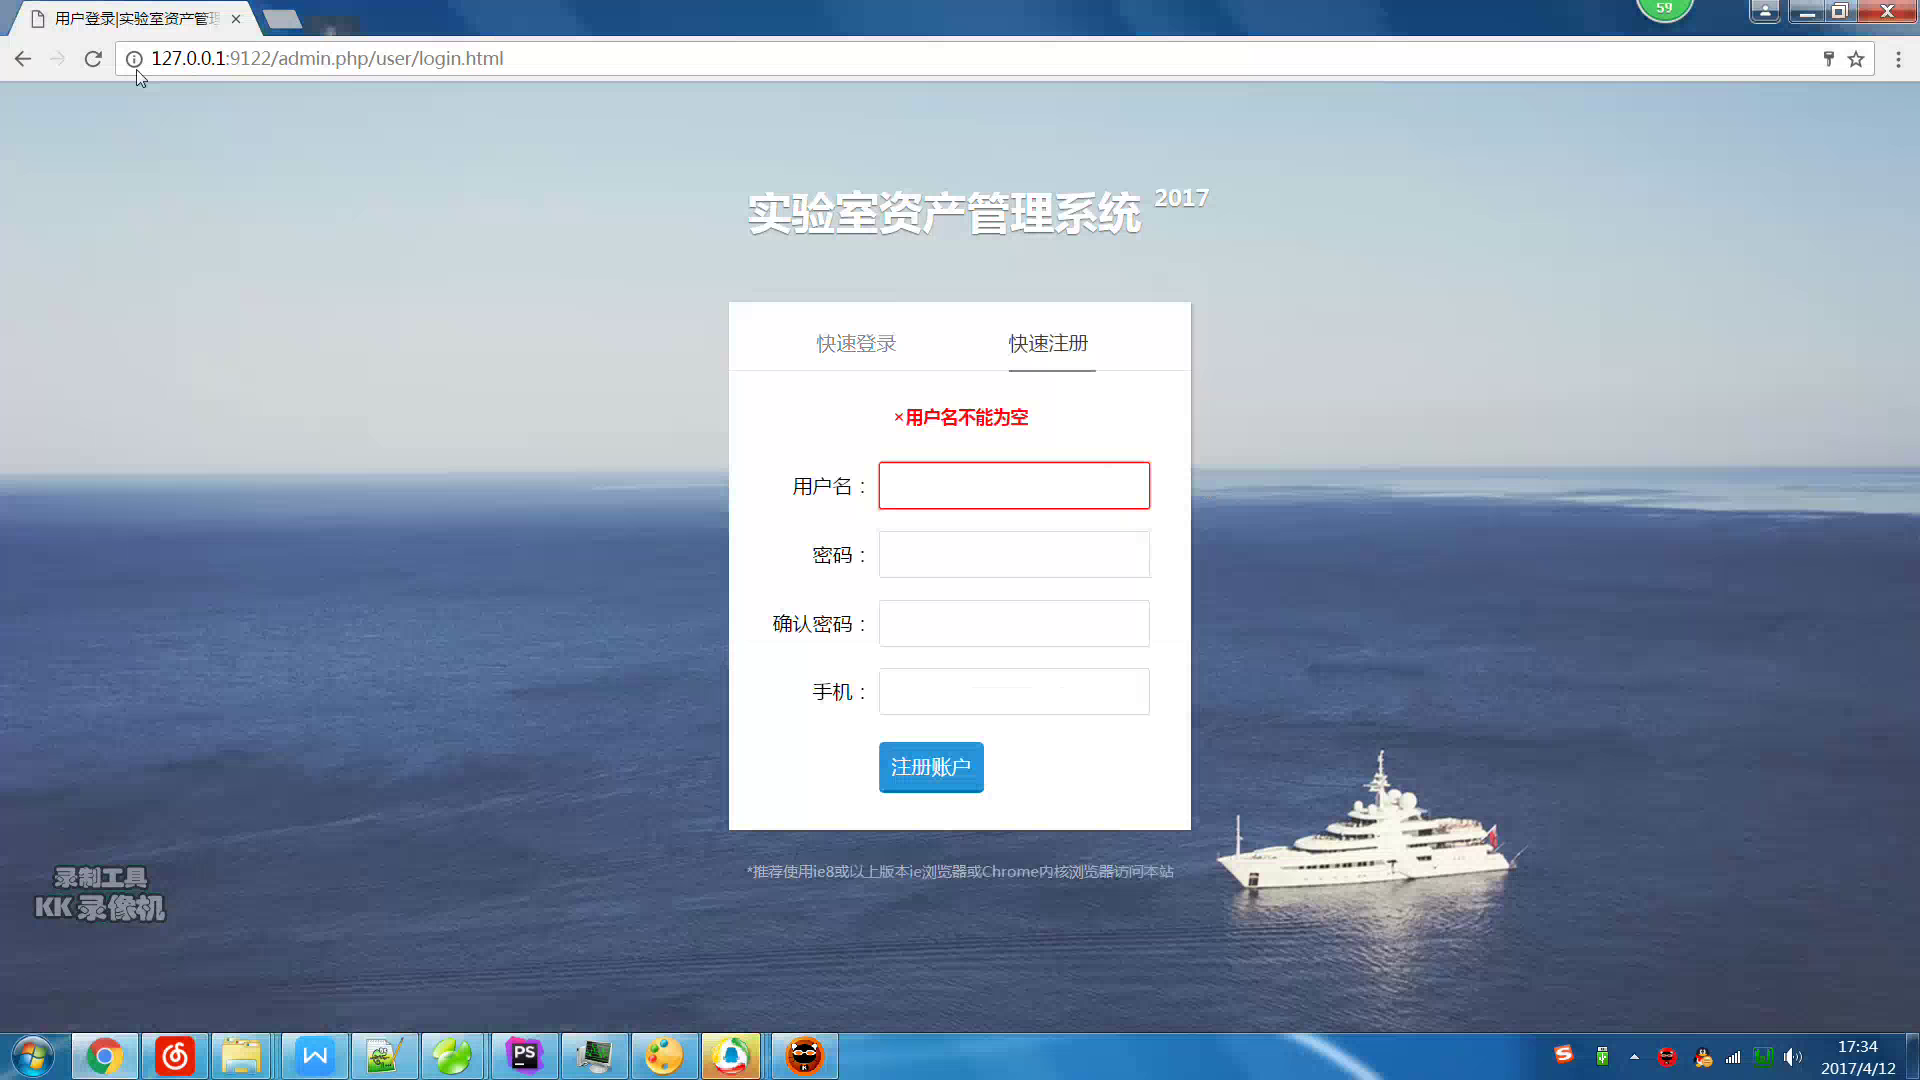 用户登录|实验室资产管理
59
127.0.0.1:9122/admin.php/user/login.html
实验室资产管理系统 2017
快速登录 快速注册
×用户名不能为空
用户名：
密码：
确认密码：
手机：
注册账户
*推荐使用ie8或以上版本ie浏览器或Chrome内核浏览器访问本站
录制工具
KK 录像机
PS
17:34
2017/4/12